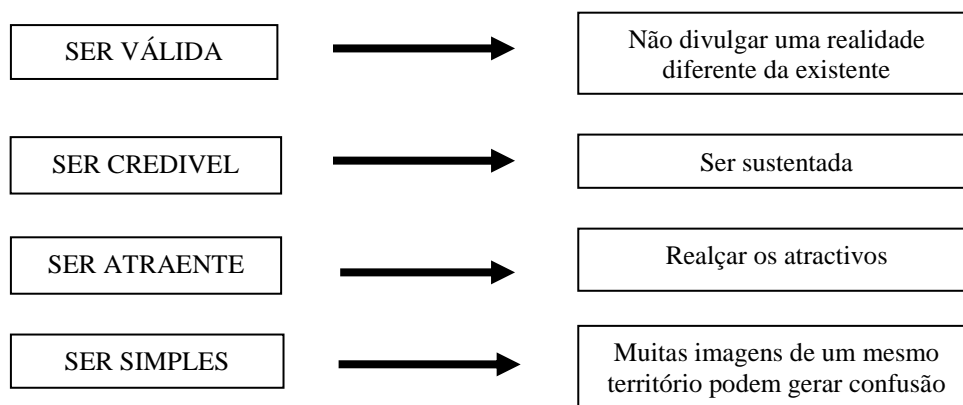 SER VÁLIDA
Não divulgar uma realidade
diferente da existente
SER CREDIVEL
Ser sustentada
SER ATRAENTE
Realçar os atractivos
SER SIMPLES
Muitas imagens de um mesmo
território podem gerar confusão